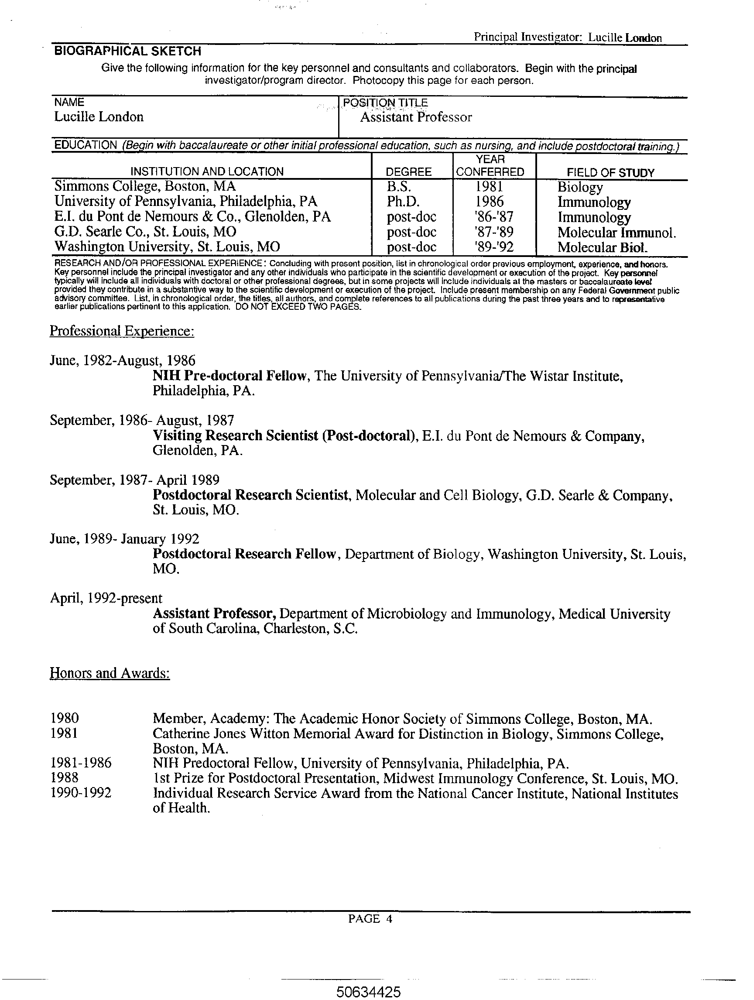 Principal Investigator: Lucille London
BIOGRAPHICAL SKETCH
Give the following information for the key personnel and consultants and collaborators. Begin with the principal
investigator/program director. Photocopy this page for each person.
NAME
POSITION TITLE
Lucille London
Assistant Professor
EDUCATION (Begin with baccalaureate or other initial professional education, such as nursing, and include postdoctoral training.)
INSTITUTION AND LOCATION DEGREE YEAR CONFERRED FIELD OF STUDY
Simmons College, Boston, MA B.S. 1981 Biology
University of Pennsylvania, Philadelphia, PA Ph.D. 1986 Immunology
E.I. du Pont de Nemours & Co., Glenolden, PA post-doc '86-'87 Immunology
G.D. Searle Co., St. Louis, MO post-doc '87-'89 Molecular Immunol.
Washington University, St. Louis, MO post-doc '89-'92 Molecular Biol.
RESEARCH AND/OR PROFESSIONAL EXPERIENCE: Concluding with present position, list in chronological order previous employment, experience, and honors.
Key personnel include the principal investigator and any other individuals who participate in the scientific development or execution of the project. Key personnel
typically will include all individuals with doctoral or other professional degrees, but in some projects will include individuals at the masters or baccalaureate level
provided they contribute in a substantive way to the scientific development or execution of the project. Include present membership on any Federal Government public
advisory committee. List, in chronological order, the titles, all authors, and complete references to all publications during the past three years and to representative
earlier publications pertinent to this application. DO NOT EXCEED TWO PAGES.
Professional Experience:
June, 1982-August, 1986
NIH Pre-doctoral Fellow, The University of Pennsylvania/The Wistar Institute,
Philadelphia, PA.
September, 1986- August, 1987
Visiting Research Scientist (Post-doctoral), E.I. du Pont de Nemours & Company,
Glenolden, PA.
September, 1987- April 1989
Postdoctoral Research Scientist, Molecular and Cell Biology, G.D. Searle & Company,
St. Louis, MO.
June, 1989- January 1992
Postdoctoral Research Fellow, Department of Biology, Washington University, St. Louis,
MO.
April, 1992-present
Assistant Professor, Department of Microbiology and Immunology, Medical University
of South Carolina, Charleston, S.C.
Honors and Awards:
1980 Member, Academy: The Academic Honor Society of Simmons College, Boston, MA.
1981 Catherine Jones Witton Memorial Award for Distinction in Biology, Simmons College,
Boston, MA.
1981-1986 NIH Predoctoral Fellow, University of Pennsylvania, Philadelphia, PA.
1988 1st Prize for Postdoctoral Presentation, Midwest Immunology Conference, St. Louis, MO.
1990-1992 Individual Research Service Award from the National Cancer Institute, National Institutes
of Health.
PAGE 4
50634425